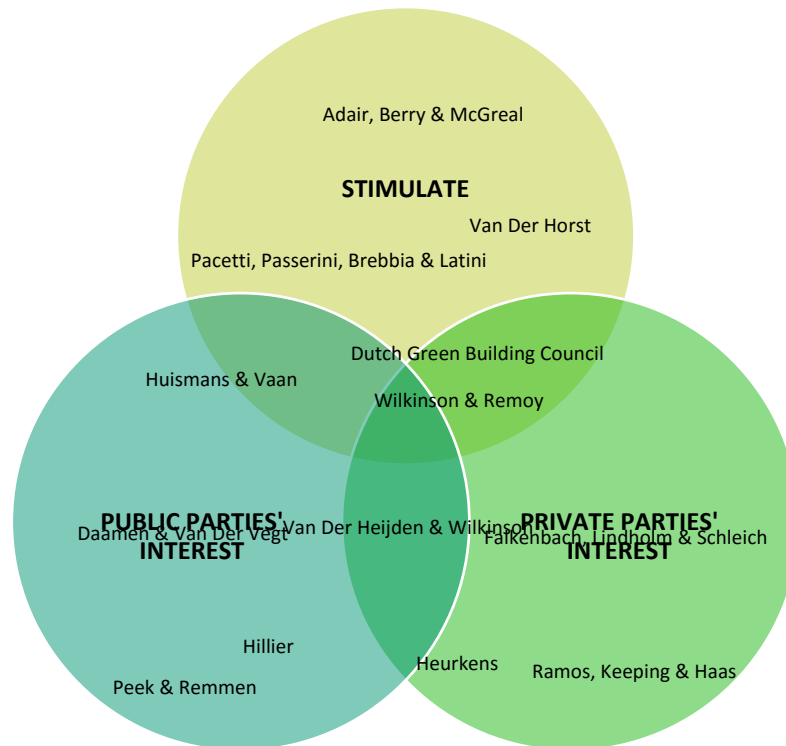 Adair, Berry & McGreal
STIMULATE
Van Der Horst
Pacetti, Passerini, Brebbia & Latini
Dutch Green Building Council
Huismans & Vaan
Wilkinson & Remoy
PUBLIC PARTIES'
INTEREST
Daamen & Van Der Vegt
Van Der Heijden & Wilkinson
PRIVATE PARTIES'
INTEREST
Falkenbach, Lindholm & Schleich
Hillier
Heurkens
Peek & Remmen
Ramos, Keeping & Haas